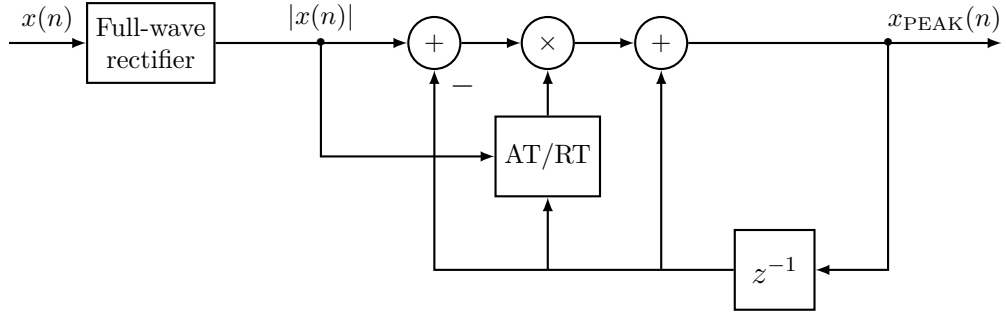 x(n)
Full-wave
rectifier
|x(n)|
+
×
+
x_PEAK(n)
−
AT/RT
z^−1